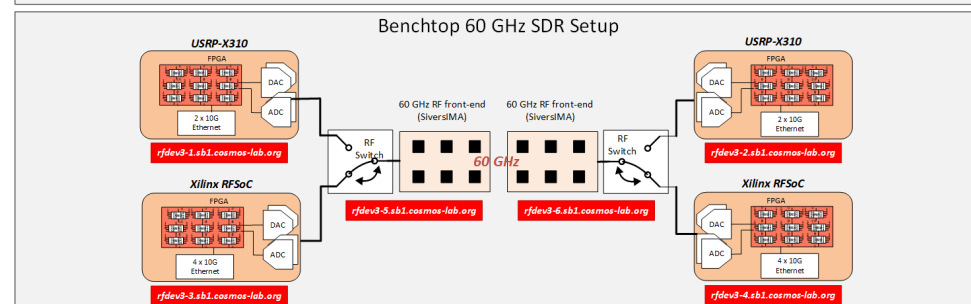 Benchtop 60 GHz SDR Setup
USRP-X310
FPGA
DAC
ADC
2 x 10G
Ethernet
rfdev3-1.sb1.cosmos-lab.org
Xilinx RFSoC
FPGA
DAC
ADC
4 x 10G
Ethernet
rfdev3-3.sb1.cosmos-lab.org
RF
Switch
60 GHz RF front-end
(SiversIMA)
rfdev3-5.sb1.cosmos-lab.org
60 GHz
60 GHz RF front-end
(SiversIMA)
rfdev3-6.sb1.cosmos-lab.org
RF
Switch
USRP-X310
FPGA
DAC
ADC
2 x 10G
Ethernet
rfdev3-2.sb1.cosmos-lab.org
Xilinx RFSoC
FPGA
DAC
ADC
4 x 10G
Ethernet
rfdev3-4.sb1.cosmos-lab.org